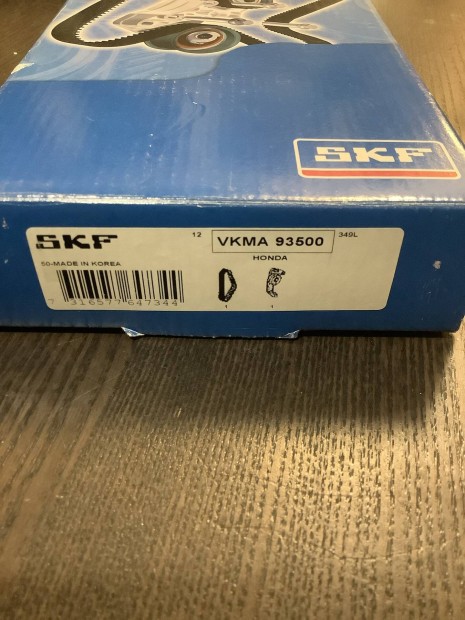 SKF
SKF 12 VKMA 93500 349L
50-MADE IN KOREA HONDA
7 316577 647344
1 1